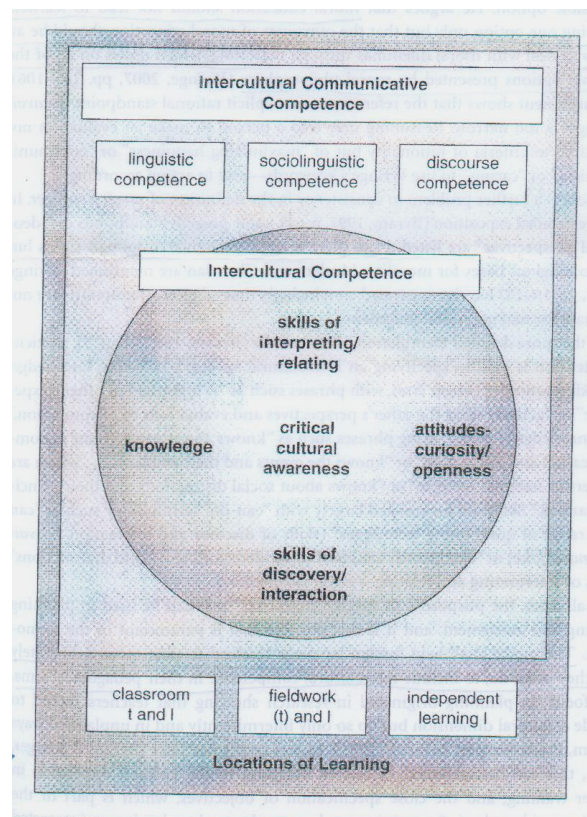 Intercultural Communicative
Competence
linguistic
competence
sociolinguistic
competence
discourse
competence
Intercultural Competence
skills of
interpreting/
relating
knowledge
critical
cultural
awareness
attitudes-
curiosity/
openness
skills of
discovery/
interaction
classroom
t and l
fieldwork
(t) and l
independent
learning l
Locations of Learning